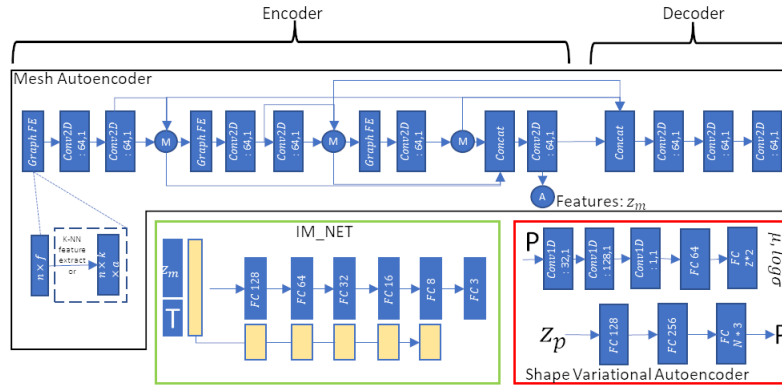 Encoder
Decoder
Mesh Autoencoder
Graph FE
Conv2D
: 64,1
Conv2D
: 64,1
M
Graph FE
Conv2D
: 64,1
Conv2D
: 64,1
M
Graph FE
Conv2D
: 64,1
M
Concat
Conv2D
: 64,1
Concat
Conv2D
: 64,1
Conv2D
: 64,1
Conv2D
: 64,1
A
Features: z_m
n × f
K-NN
feature
extract
or
n × k
× a
IM_NET
z_m
T
FC 128
FC 64
FC 32
FC 16
FC 8
FC 3
P
Conv1D
: 32,1
Conv1D
: 128,1
Conv1D
: 1,1
FC 64
FC
z*2
μ, logσ
z_p
FC 128
FC 256
FC
N * 3
P
Shape Variational Autoencoder